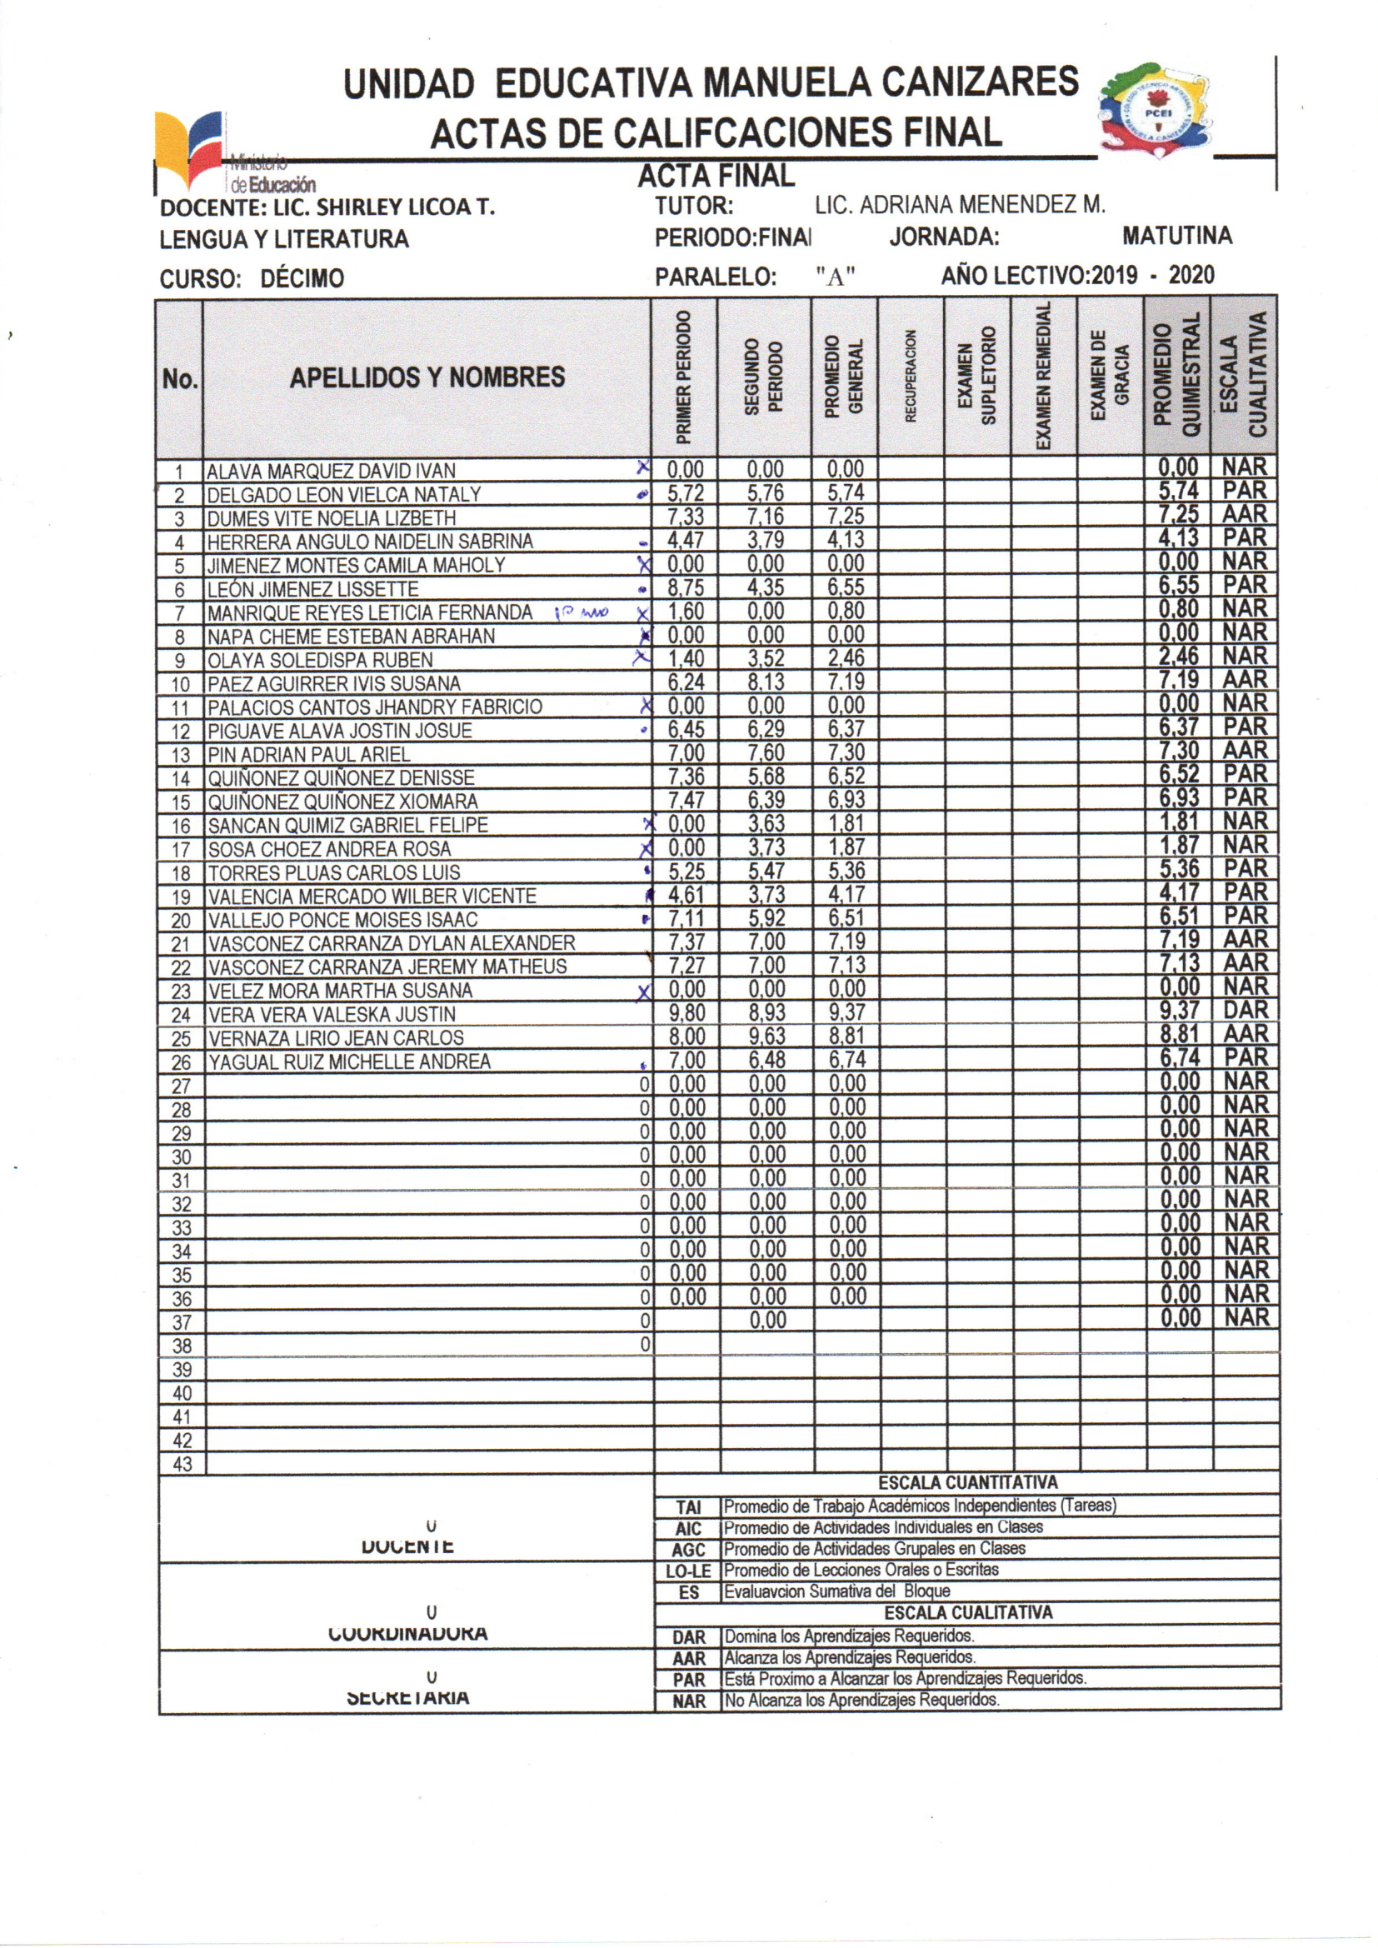 UNIDAD EDUCATIVA MANUELA CANIZARES
ACTAS DE CALIFCACIONES FINAL
COLEGIO TECNICO ARTESANAL
PCEI
MANUELA CANIZARES
Ministerio
de Educación
ACTA FINAL
DOCENTE: LIC. SHIRLEY LICOA T. TUTOR: LIC. ADRIANA MENENDEZ M.
LENGUA Y LITERATURA PERIODO:FINAl JORNADA: MATUTINA
CURSO: DÉCIMO PARALELO: "A" AÑO LECTIVO:2019 - 2020
No. APELLIDOS Y NOMBRES PRIMER PERIODO SEGUNDO PERIODO PROMEDIO GENERAL RECUPERACION EXAMEN SUPLETORIO EXAMEN REMEDIAL EXAMEN DE GRACIA PROMEDIO QUIMESTRAL ESCALA CUALITATIVA
1 ALAVA MARQUEZ DAVID IVAN x 0,00 0,00 0,00 0,00 NAR
2 DELGADO LEON VIELCA NATALY 5,72 5,76 5,74 5,74 PAR
3 DUMES VITE NOELIA LIZBETH 7,33 7,16 7,25 7,25 AAR
4 HERRERA ANGULO NAIDELIN SABRINA 4,47 3,79 4,13 4,13 PAR
5 JIMENEZ MONTES CAMILA MAHOLY x 0,00 0,00 0,00 0,00 NAR
6 LEÓN JIMENEZ LISSETTE 8,75 4,35 6,55 6,55 PAR
7 MANRIQUE REYES LETICIA FERNANDA x 1,60 0,00 0,80 0,80 NAR
8 NAPA CHEME ESTEBAN ABRAHAN x 0,00 0,00 0,00 0,00 NAR
9 OLAYA SOLEDISPA RUBEN x 1,40 3,52 2,46 2,46 NAR
10 PAEZ AGUIRRER IVIS SUSANA 6,24 8,13 7,19 7,19 AAR
11 PALACIOS CANTOS JHANDRY FABRICIO x 0,00 0,00 0,00 0,00 NAR
12 PIGUAVE ALAVA JOSTIN JOSUE 6,45 6,29 6,37 6,37 PAR
13 PIN ADRIAN PAUL ARIEL 7,00 7,60 7,30 7,30 AAR
14 QUIÑONEZ QUIÑONEZ DENISSE 7,36 5,68 6,52 6,52 PAR
15 QUIÑONEZ QUIÑONEZ XIOMARA 7,47 6,39 6,93 6,93 PAR
16 SANCAN QUIMIZ GABRIEL FELIPE x 0,00 3,63 1,81 1,81 NAR
17 SOSA CHOEZ ANDREA ROSA x 0,00 3,73 1,87 1,87 NAR
18 TORRES PLUAS CARLOS LUIS 5,25 5,47 5,36 5,36 PAR
19 VALENCIA MERCADO WILBER VICENTE 4,61 3,73 4,17 4,17 PAR
20 VALLEJO PONCE MOISES ISAAC 7,11 5,92 6,51 6,51 PAR
21 VASCONEZ CARRANZA DYLAN ALEXANDER 7,37 7,00 7,19 7,19 AAR
22 VASCONEZ CARRANZA JEREMY MATHEUS 7,27 7,00 7,13 7,13 AAR
23 VELEZ MORA MARTHA SUSANA x 0,00 0,00 0,00 0,00 NAR
24 VERA VERA VALESKA JUSTIN 9,80 8,93 9,37 9,37 DAR
25 VERNAZA LIRIO JEAN CARLOS 8,00 9,63 8,81 8,81 AAR
26 YAGUAL RUIZ MICHELLE ANDREA 7,00 6,48 6,74 6,74 PAR
27 0 0,00 0,00 0,00 0,00 NAR
28 0 0,00 0,00 0,00 0,00 NAR
29 0 0,00 0,00 0,00 0,00 NAR
30 0 0,00 0,00 0,00 0,00 NAR
31 0 0,00 0,00 0,00 0,00 NAR
32 0 0,00 0,00 0,00 0,00 NAR
33 0 0,00 0,00 0,00 0,00 NAR
34 0 0,00 0,00 0,00 0,00 NAR
35 0 0,00 0,00 0,00 0,00 NAR
36 0 0,00 0,00 0,00 0,00 NAR
37 0 0,00 0,00 NAR
38 0
39
40
41
42
43
ESCALA CUANTITATIVA
TAI Promedio de Trabajo Académicos Independientes (Tareas)
0
AIC Promedio de Actividades Individuales en Clases
DOCENTE
AGC Promedio de Actividades Grupales en Clases
LO-LE Promedio de Lecciones Orales o Escritas
ES Evaluavcion Sumativa del Bloque
0
ESCALA CUALITATIVA
COORDINADORA
DAR Domina los Aprendizajes Requeridos.
AAR Alcanza los Aprendizajes Requeridos.
0
PAR Está Proximo a Alcanzar los Aprendizajes Requeridos.
SECRETARIA
NAR No Alcanza los Aprendizajes Requeridos.